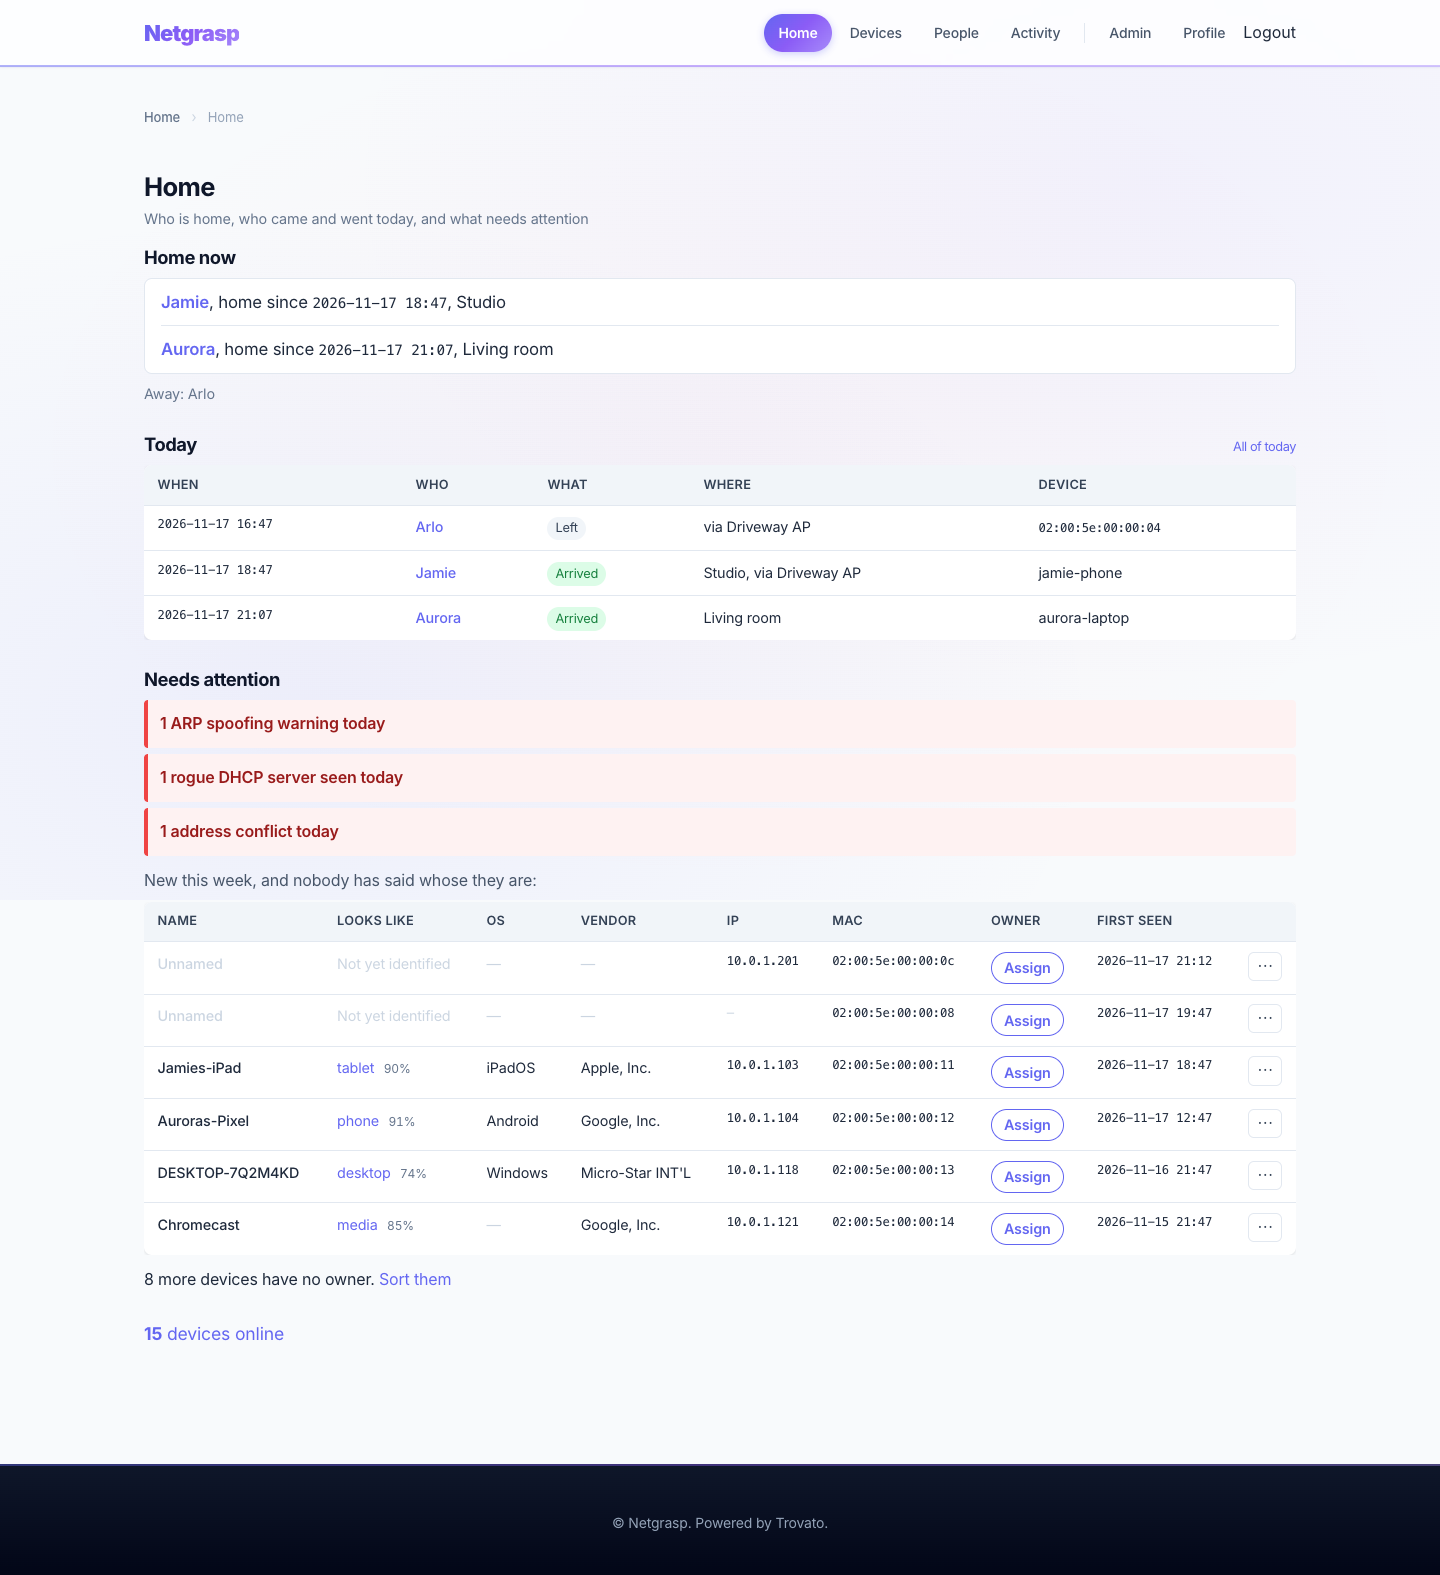 Netgrasp
Home Devices People Activity Admin Profile Logout
Home › Home
Home
Who is home, who came and went today, and what needs attention
Home now
Jamie, home since 2026-11-17 18:47, Studio
Aurora, home since 2026-11-17 21:07, Living room
Away: Arlo
Today All of today
WHEN WHO WHAT WHERE DEVICE
2026-11-17 16:47 Arlo Left via Driveway AP 02:00:5e:00:00:04
2026-11-17 18:47 Jamie Arrived Studio, via Driveway AP jamie-phone
2026-11-17 21:07 Aurora Arrived Living room aurora-laptop
Needs attention
1 ARP spoofing warning today
1 rogue DHCP server seen today
1 address conflict today
New this week, and nobody has said whose they are:
NAME LOOKS LIKE OS VENDOR IP MAC OWNER FIRST SEEN
Unnamed Not yet identified — — 10.0.1.201 02:00:5e:00:00:0c Assign 2026-11-17 21:12 ...
Unnamed Not yet identified — — — 02:00:5e:00:00:08 Assign 2026-11-17 19:47 ...
Jamies-iPad tablet 90% iPadOS Apple, Inc. 10.0.1.103 02:00:5e:00:00:11 Assign 2026-11-17 18:47 ...
Auroras-Pixel phone 91% Android Google, Inc. 10.0.1.104 02:00:5e:00:00:12 Assign 2026-11-17 12:47 ...
DESKTOP-7Q2M4KD desktop 74% Windows Micro-Star INT'L 10.0.1.118 02:00:5e:00:00:13 Assign 2026-11-16 21:47 ...
Chromecast media 85% — Google, Inc. 10.0.1.121 02:00:5e:00:00:14 Assign 2026-11-15 21:47 ...
8 more devices have no owner. Sort them
15 devices online
© Netgrasp. Powered by Trovato.